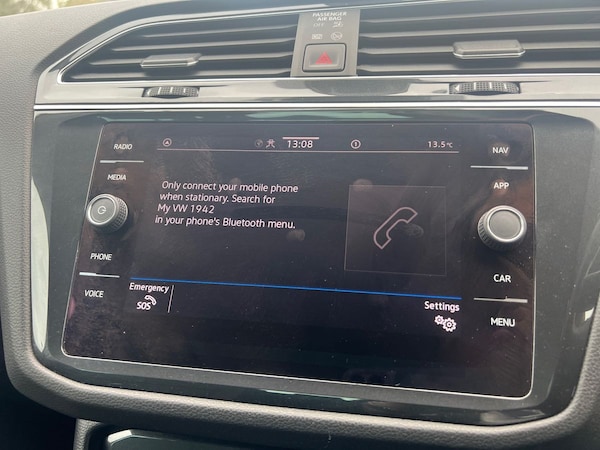 PASSENGER
AIR BAG
OFF
RADIO
13:08
13.5°C
NAV
MEDIA
APP
Only connect your mobile phone
when stationary. Search for
My VW 1942
in your phone's Bluetooth menu.
PHONE
CAR
VOICE
Emergency
SOS
Settings
MENU